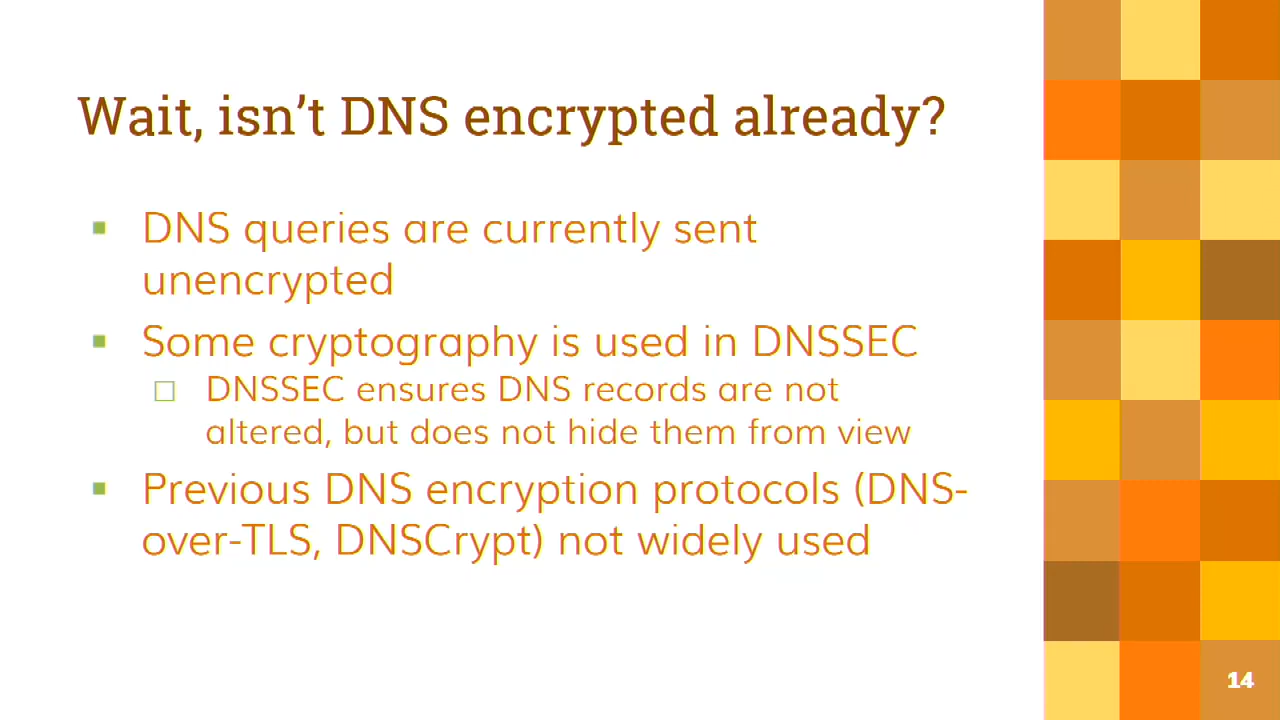 Wait, isn’t DNS encrypted already?
DNS queries are currently sent
unencrypted
Some cryptography is used in DNSSEC
DNSSEC ensures DNS records are not
altered, but does not hide them from view
Previous DNS encryption protocols (DNS-
over-TLS, DNSCrypt) not widely used
14